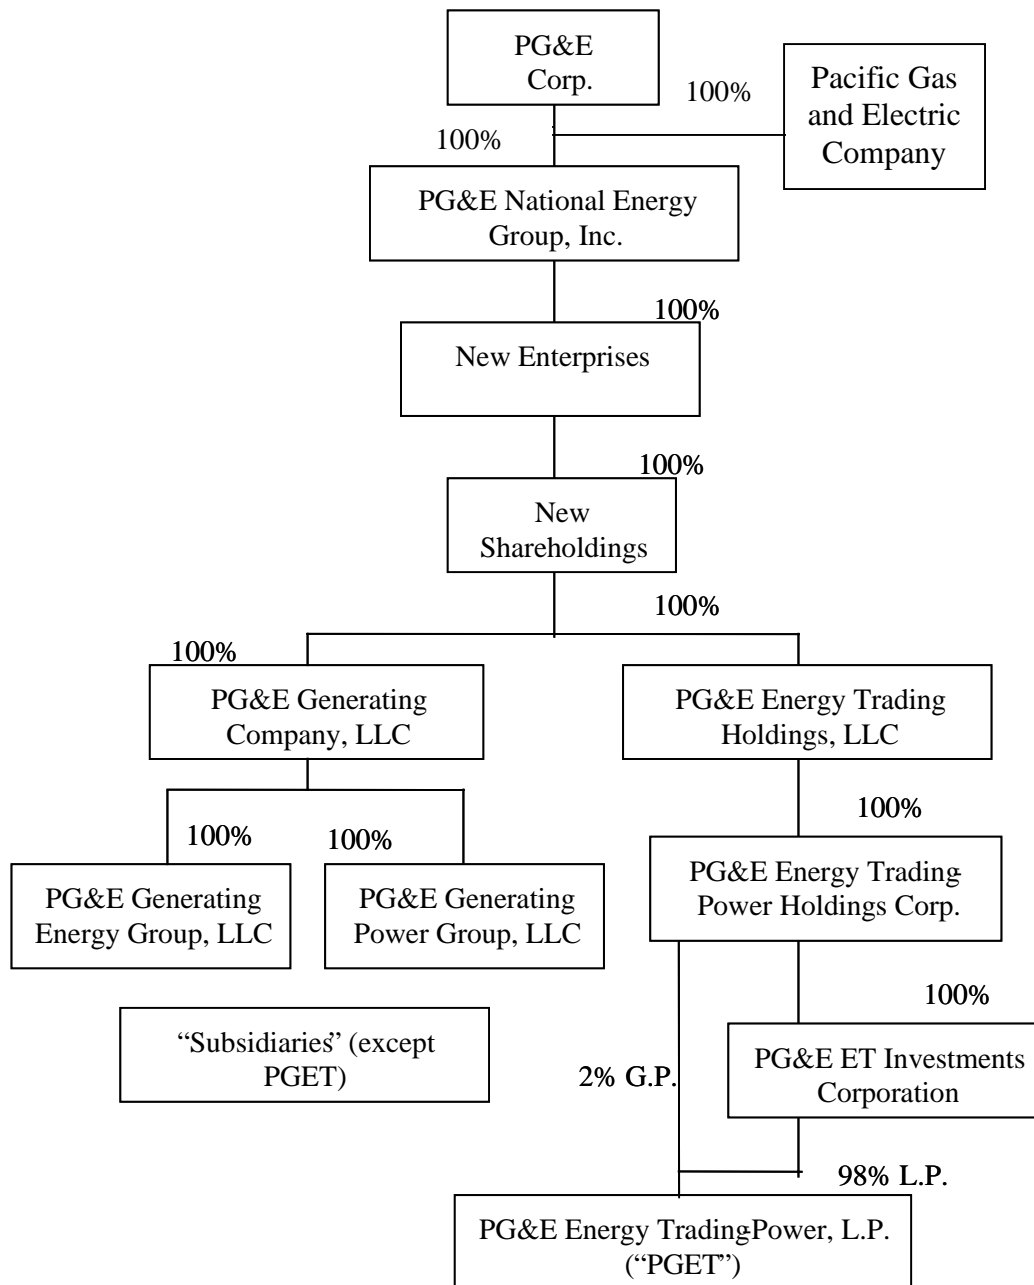 PG&E
Corp.
100%
Pacific Gas
and Electric
Company
100%
PG&E National Energy
Group, Inc.
100%
New Enterprises
100%
New
Shareholdings
100%
100%
PG&E Generating
Company, LLC
PG&E Energy Trading
Holdings, LLC
100%
100%
100%
PG&E Generating
Energy Group, LLC
PG&E Generating
Power Group, LLC
PG&E Energy Trading-
Power Holdings Corp.
100%
“Subsidiaries” (except
PGET)
2% G.P.
PG&E ET Investments
Corporation
98% L.P.
PG&E Energy Trading-Power, L.P.
(“PGET”)